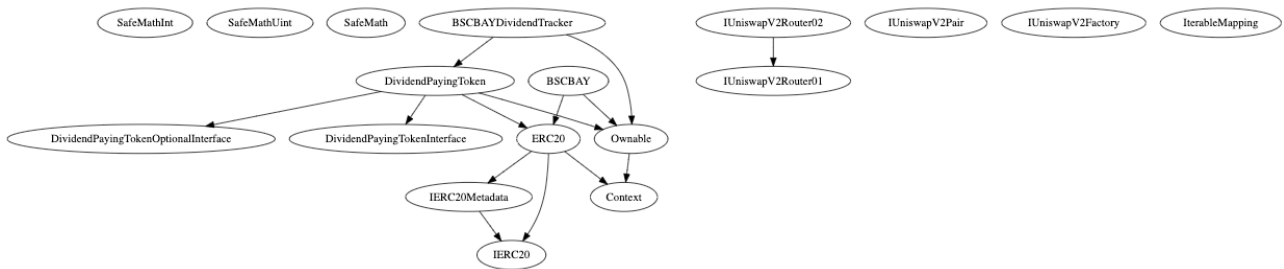 SafeMathInt
SafeMathUint
SafeMath
BSCBAYDividendTracker
IUniswapV2Router02
IUniswapV2Pair
IUniswapV2Factory
IterableMapping
DividendPayingToken
BSCBAY
IUniswapV2Router01
DividendPayingTokenOptionalInterface
DividendPayingTokenInterface
ERC20
Ownable
IERC20Metadata
Context
IERC20